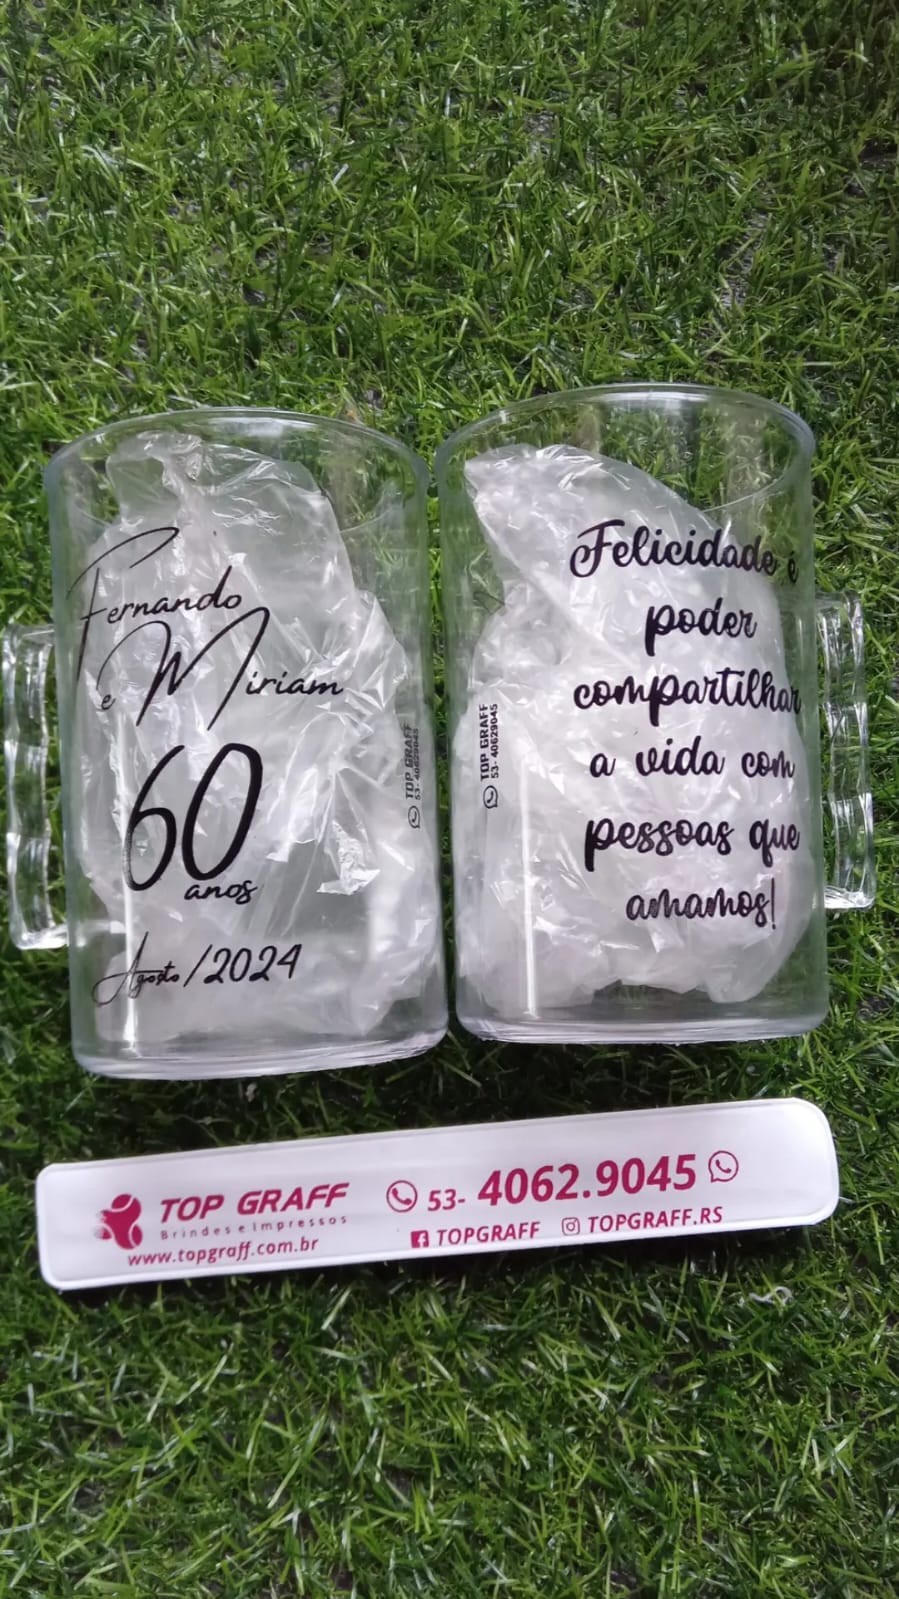 Fernando
e Miriam
60
anos
Agosto/2024
TOP GRAFF
53- 40629045
Felicidade é
poder
compartilhar
a vida com
pessoas que
amamos!
TOP GRAFF
53- 40629045
TOP GRAFF
Brindes e Impressos
www.topgraff.com.br
53- 4062.9045
TOPGRAFF
TOPGRAFF.RS